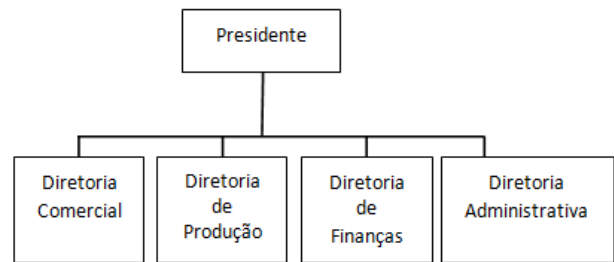 Presidente
Diretoria
Comercial
Diretoria
de
Produção
Diretoria
de
Finanças
Diretoria
Administrativa